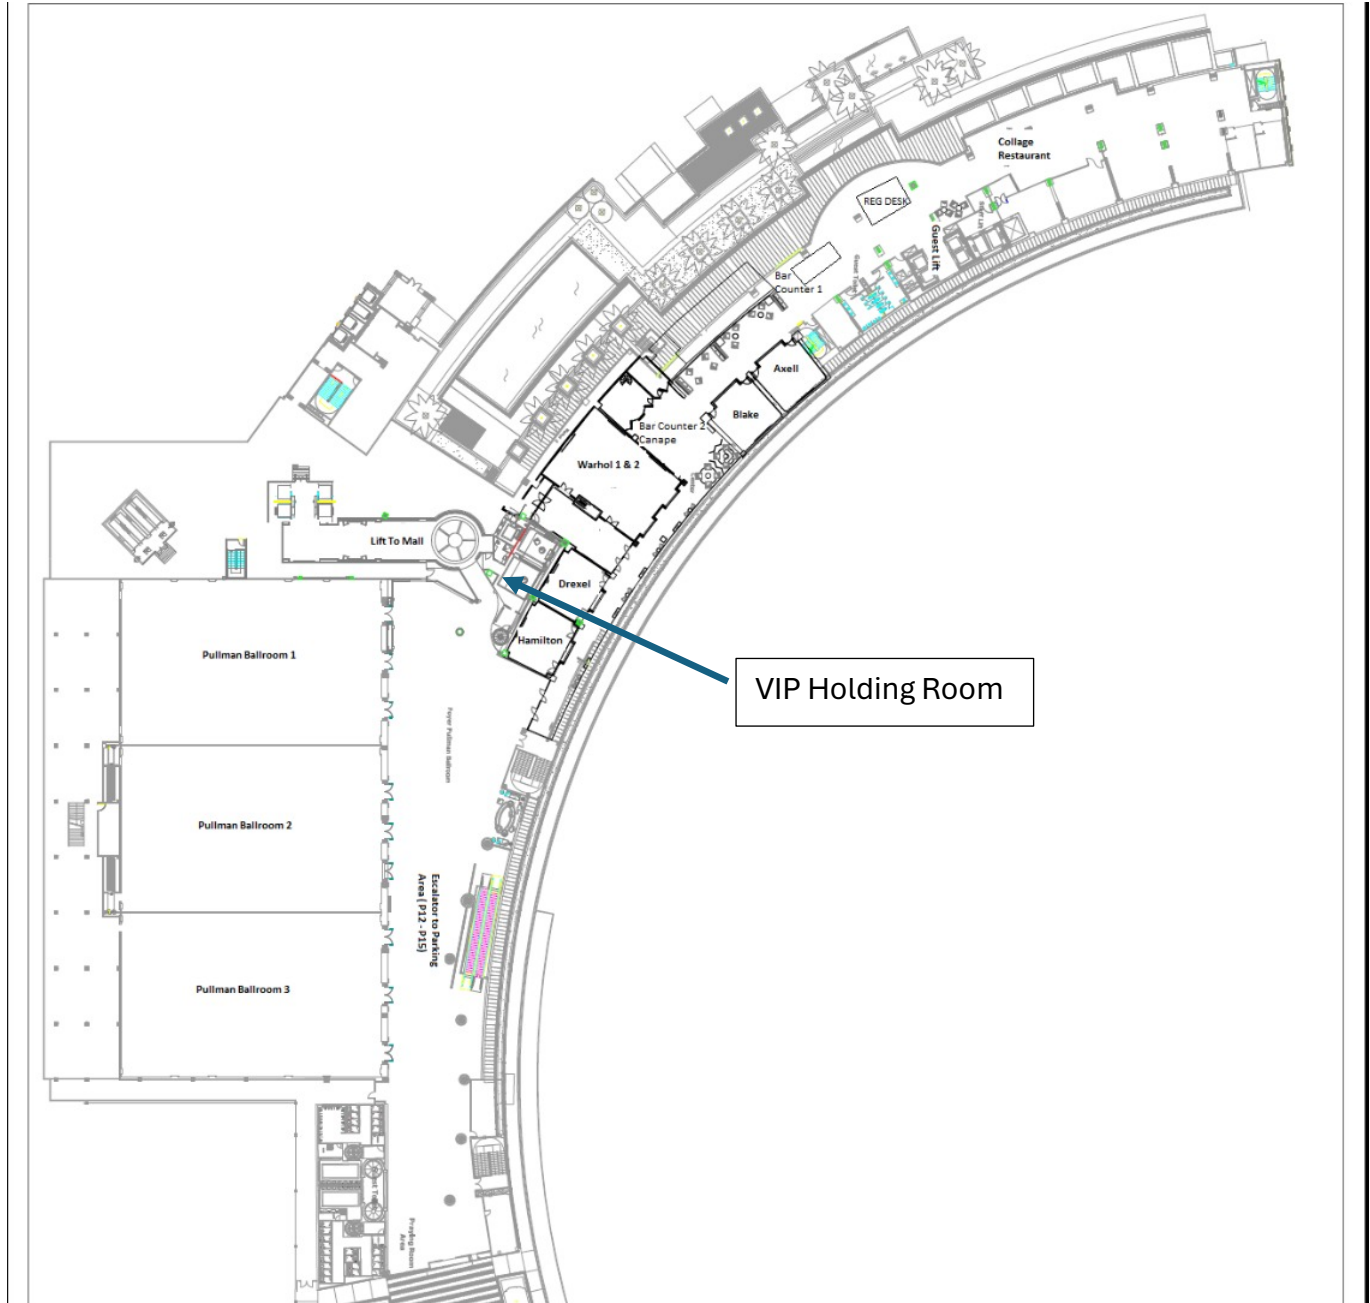 Collage
Restaurant
REG DESK
Guest Lift
Bar
Counter 1
Axell
Blake
Bar Counter 2
Canape
Warhol 1 & 2
Lift To Mall
Drexel
Hamilton
VIP Holding Room
Pullman Ballroom 1
Foyer Pullman Ballroom
Pullman Ballroom 2
Escalator to Parking
Area ( P12 - P15)
Pullman Ballroom 3
Praying Room
Area